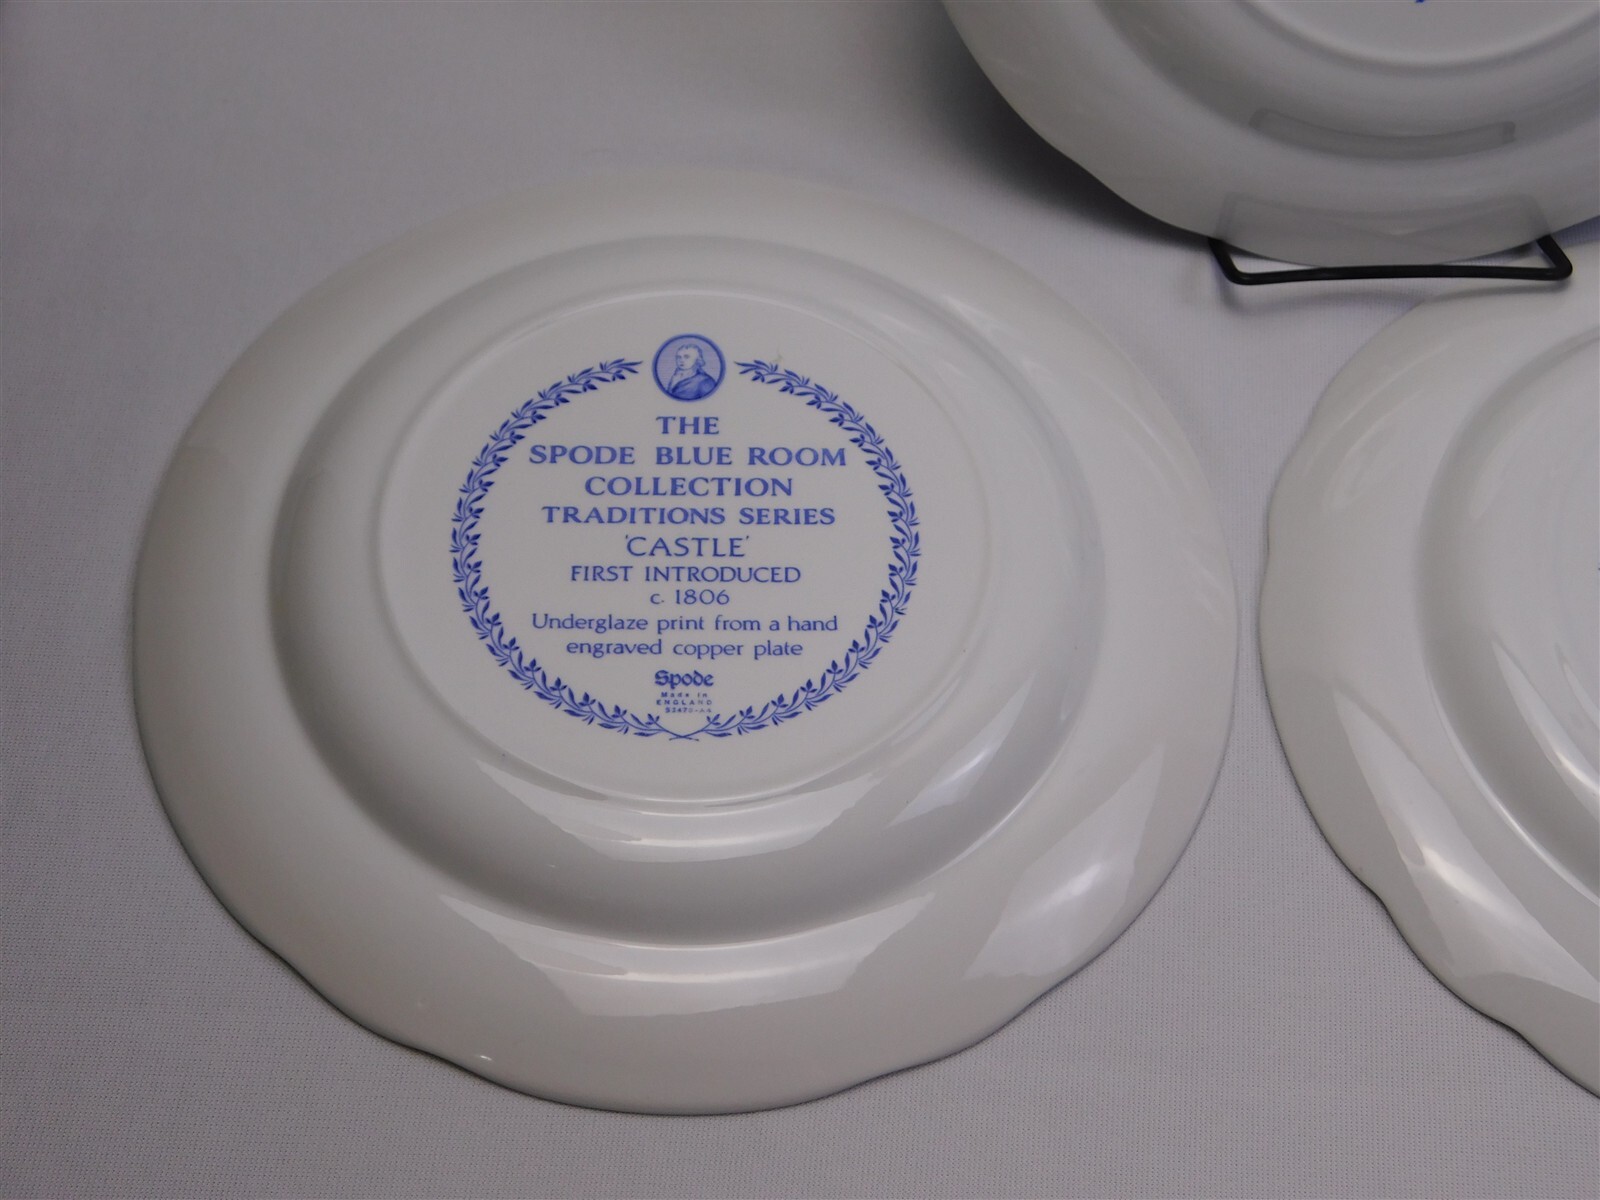 THE
SPODE BLUE ROOM
COLLECTION
TRADITIONS SERIES
'CASTLE'
FIRST INTRODUCED
c. 1806
Underglaze print from a hand
engraved copper plate
Spode
Made in
ENGLAND